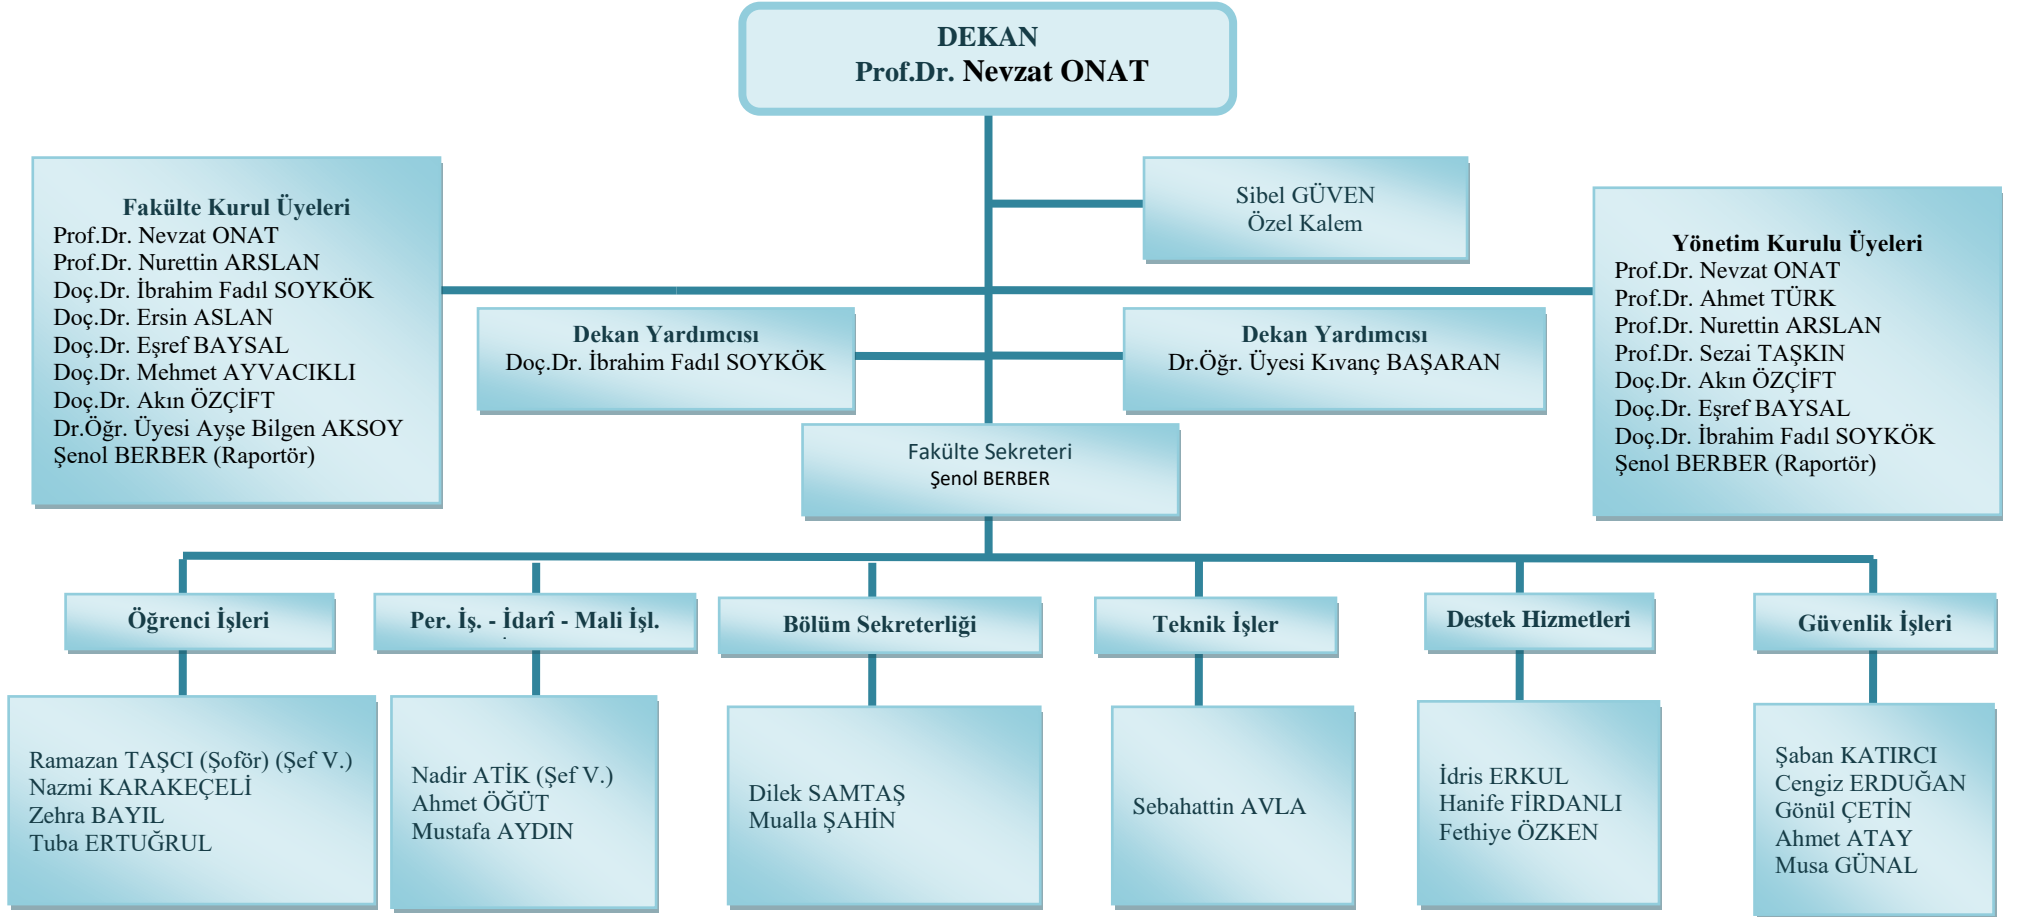 DEKAN
Prof.Dr. Nevzat ONAT
Sibel GÜVEN
Özel Kalem
Fakülte Kurul Üyeleri
Prof.Dr. Nevzat ONAT
Prof.Dr. Nurettin ARSLAN
Doç.Dr. İbrahim Fadıl SOYKÖK
Doç.Dr. Ersin ASLAN
Doç.Dr. Eşref BAYSAL
Doç.Dr. Mehmet AYVACIKLI
Doç.Dr. Akın ÖZÇİFT
Dr.Öğr. Üyesi Ayşe Bilgen AKSOY
Şenol BERBER (Raportör)
Yönetim Kurulu Üyeleri
Prof.Dr. Nevzat ONAT
Prof.Dr. Ahmet TÜRK
Prof.Dr. Nurettin ARSLAN
Prof.Dr. Sezai TAŞKIN
Doç.Dr. Akın ÖZÇİFT
Doç.Dr. Eşref BAYSAL
Doç.Dr. İbrahim Fadıl SOYKÖK
Şenol BERBER (Raportör)
Dekan Yardımcısı
Doç.Dr. İbrahim Fadıl SOYKÖK
Dekan Yardımcısı
Dr.Öğr. Üyesi Kıvanç BAŞARAN
Fakülte Sekreteri
Şenol BERBER
Öğrenci İşleri
Per. İş. - İdarî - Mali İşl.
Bölüm Sekreterliği
Teknik İşler
Destek Hizmetleri
Güvenlik İşleri
Ramazan TAŞCI (Şoför) (Şef V.)
Nazmi KARAKEÇELİ
Zehra BAYIL
Tuba ERTUĞRUL
Nadir ATİK (Şef V.)
Ahmet ÖĞÜT
Mustafa AYDIN
Dilek SAMTAŞ
Mualla ŞAHİN
Sebahattin AVLA
İdris ERKUL
Hanife FİRDANLI
Fethiye ÖZKEN
Şaban KATIRCI
Cengiz ERDUĞAN
Gönül ÇETİN
Ahmet ATAY
Musa GÜNAL